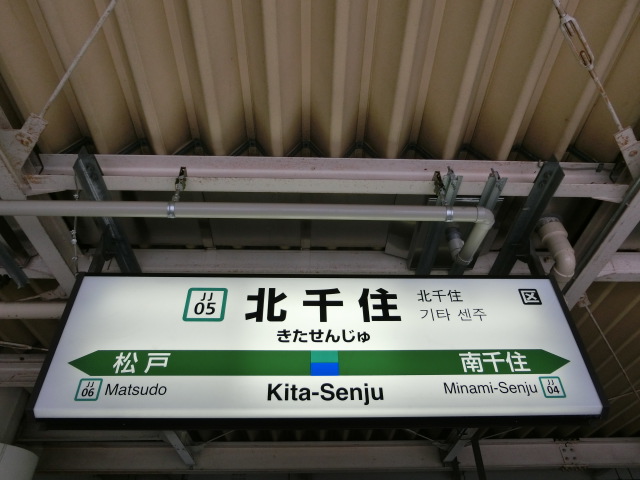 JJ
05
北千住
北千住
기타 센주
区
きたせんじゅ
松戸
南千住
JJ
06
Matsudo
Kita-Senju
Minami-Senju
JJ
04